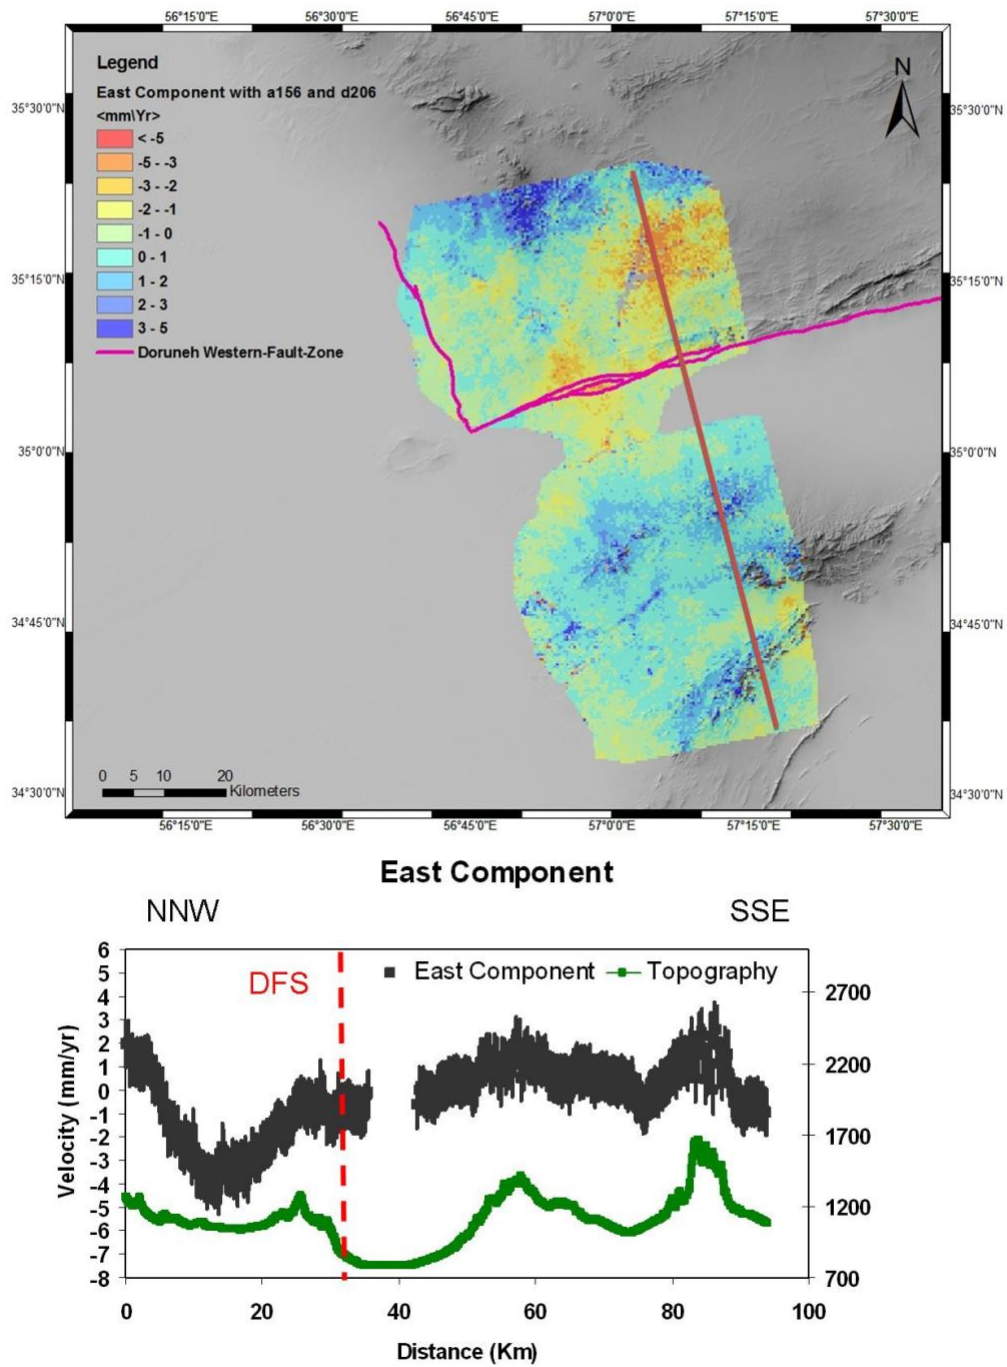 56°15'0"E 56°30'0"E 56°45'0"E 57°0'0"E 57°15'0"E 57°30'0"E
Legend
East Component with a156 and d206
<mm\Yr>
< -5
-5 - -3
-3 - -2
-2 - -1
-1 - 0
0 - 1
1 - 2
2 - 3
3 - 5
Doruneh Western-Fault-Zone
N
35°30'0"N 35°30'0"N
35°15'0"N 35°15'0"N
35°0'0"N 35°0'0"N
34°45'0"N 34°45'0"N
34°30'0"N 34°30'0"N
0 5 10 20
Kilometers
56°15'0"E 56°30'0"E 56°45'0"E 57°0'0"E 57°15'0"E 57°30'0"E
East Component
NNW SSE
DFS
East Component Topography
Velocity (mm/yr)
6
5
4
3
2
1
0
-1
-2
-3
-4
-5
-6
-7
-8
2700
2200
1700
1200
700
0 20 40 60 80 100
Distance (Km)